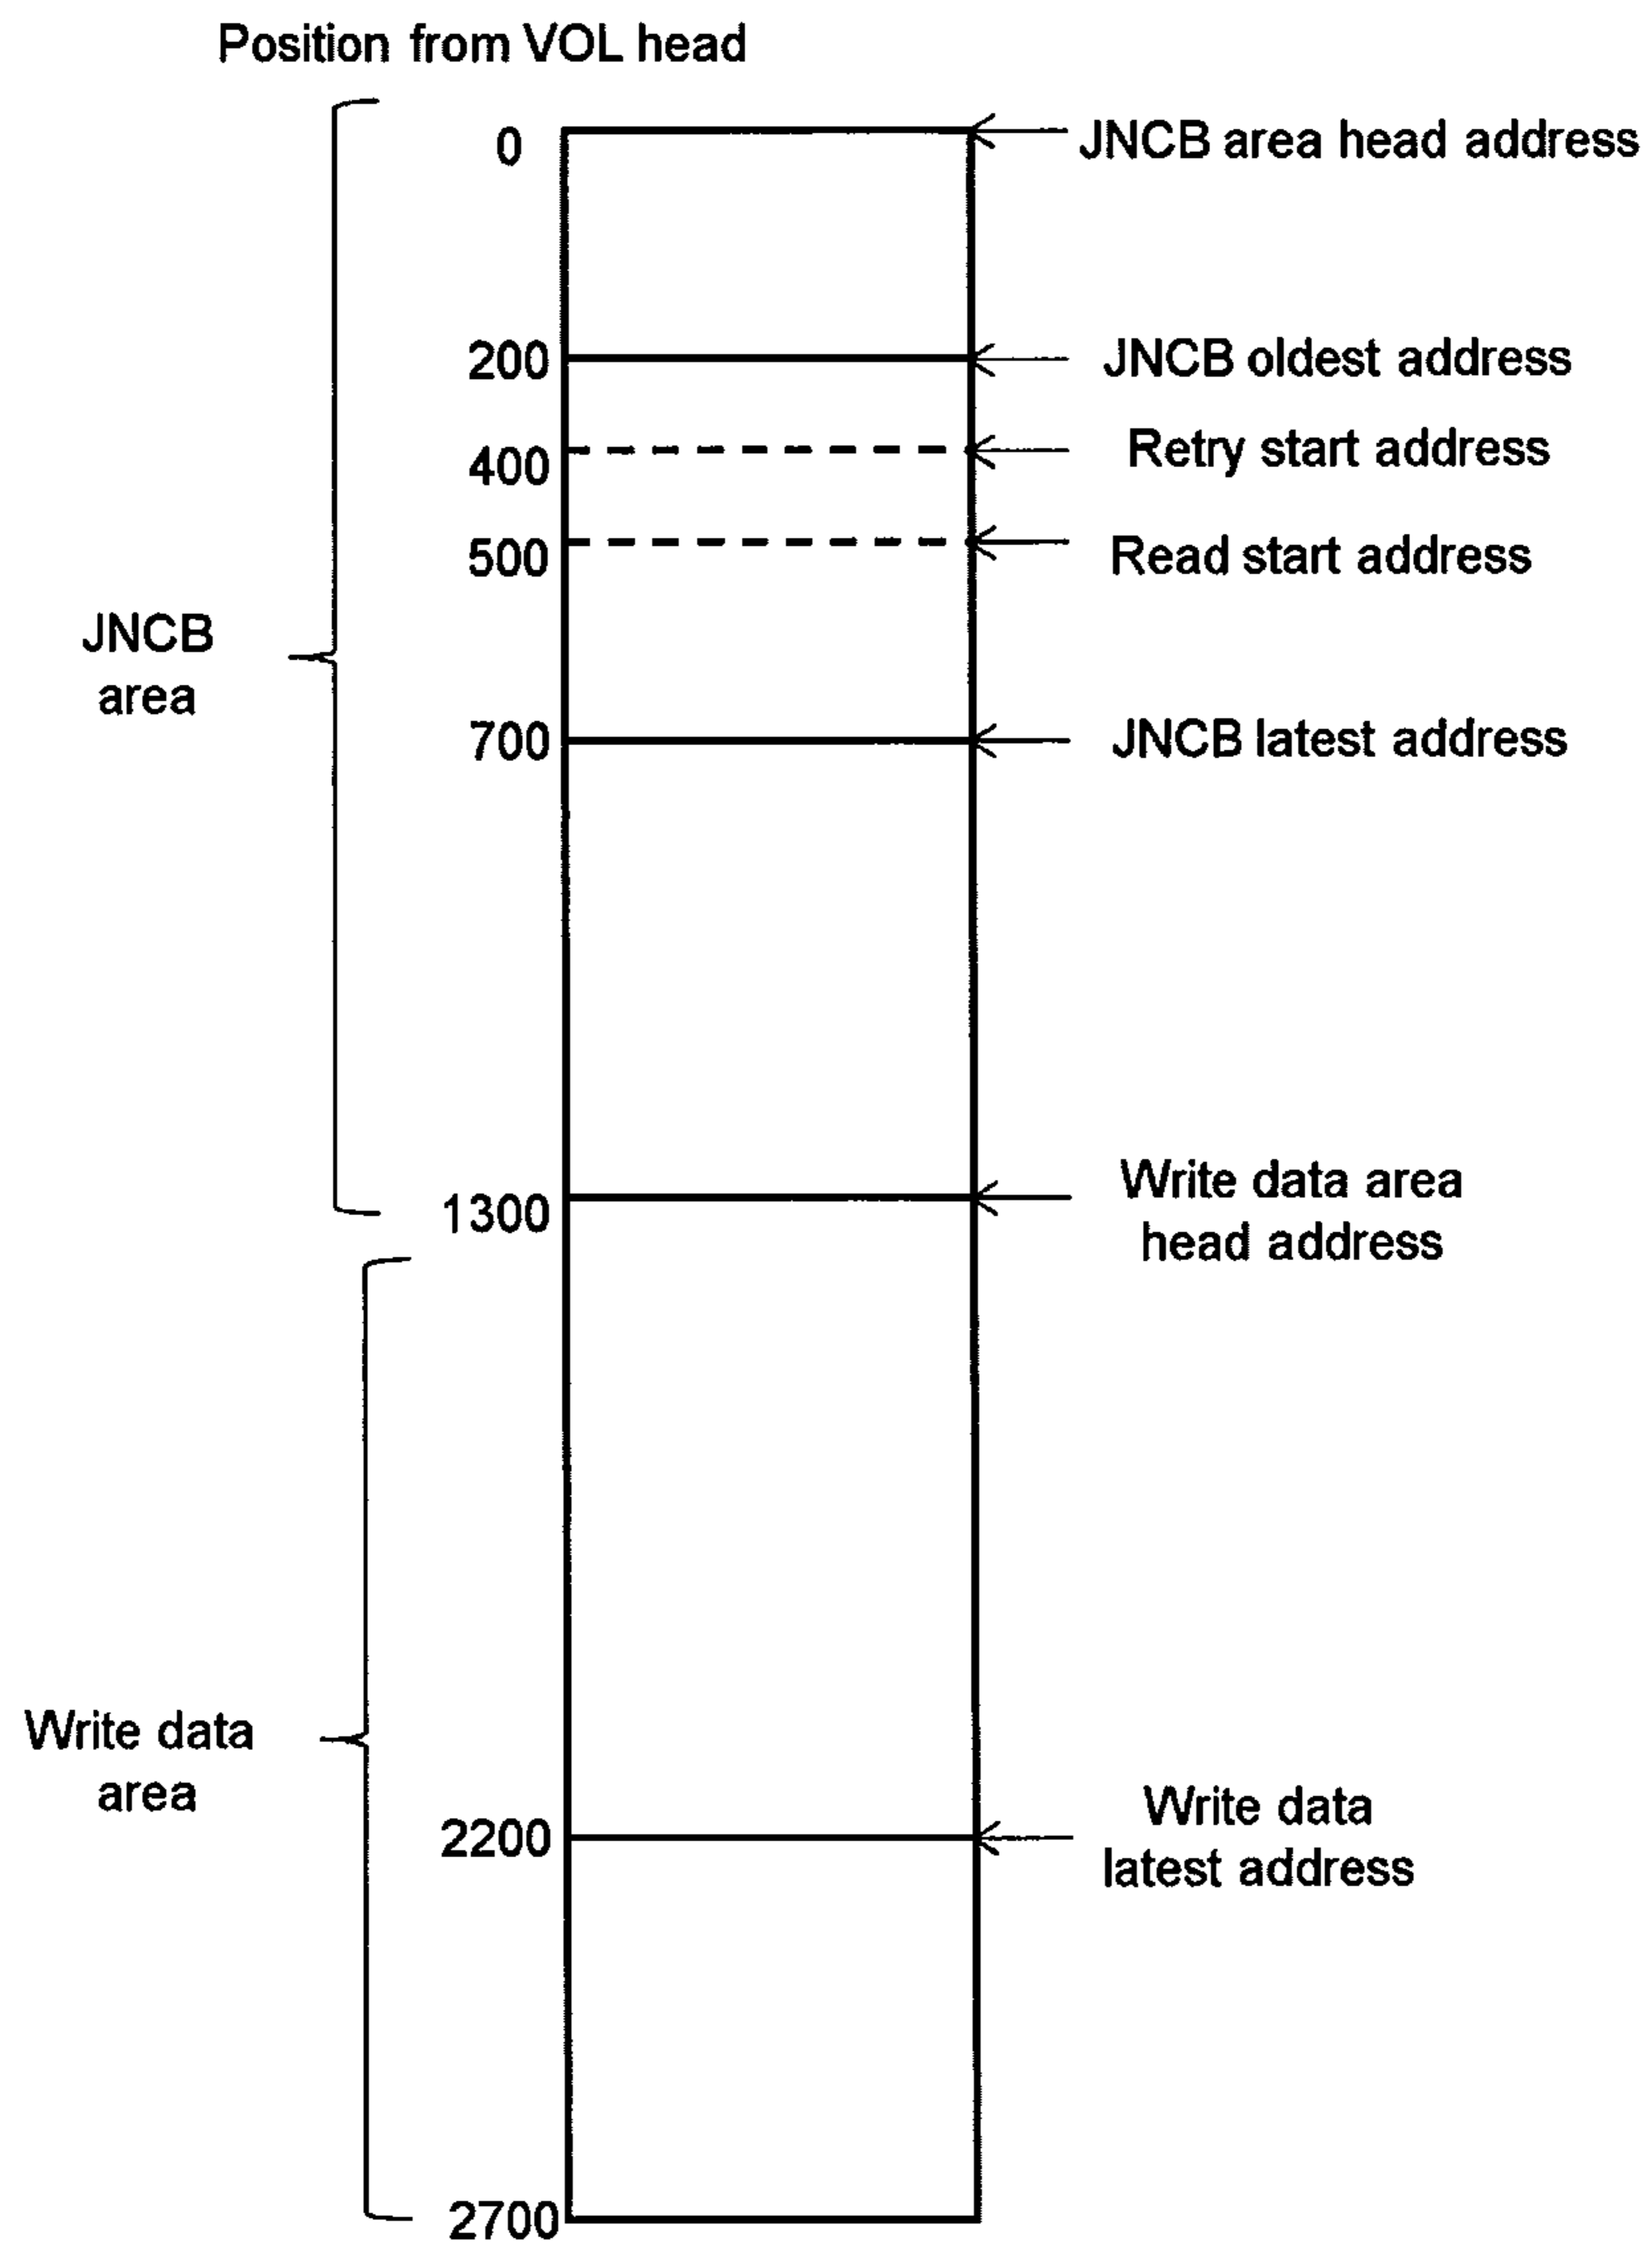 Position from VOL head
0
JNCB area head address
200
JNCB oldest address
400
Retry start address
500
Read start address
JNCB
area
700
JNCB latest address
1300
Write data area
head address
Write data
area
2200
Write data
latest address
2700